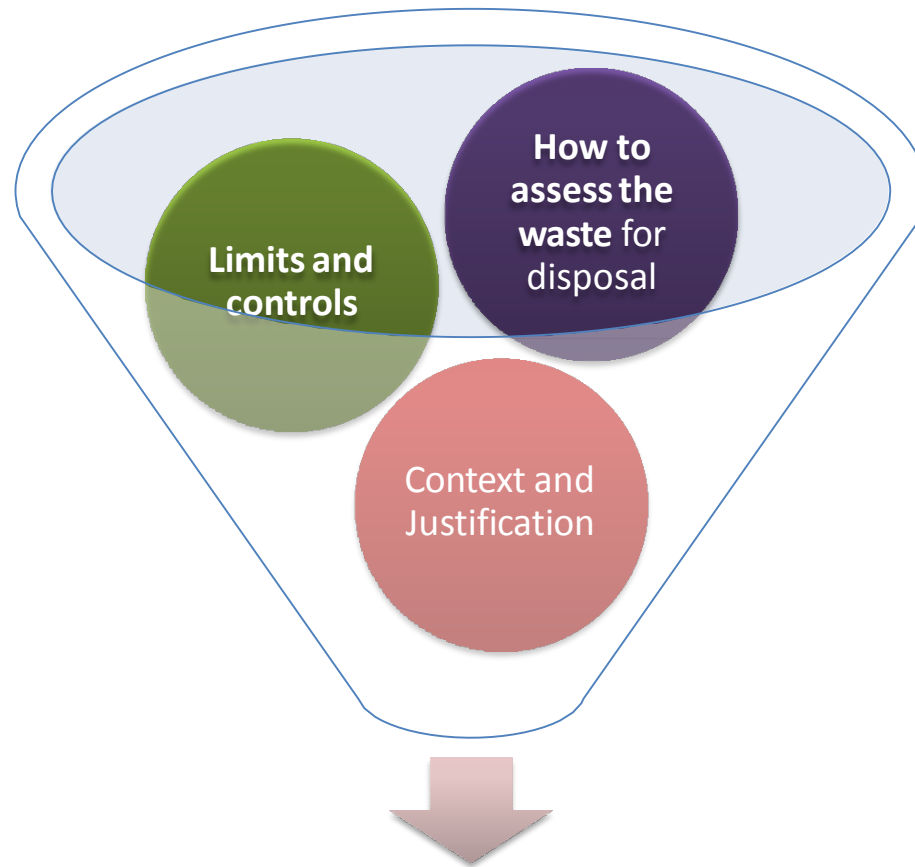 How to
assess the
waste for
disposal
Limits and
controls
Context and
Justification